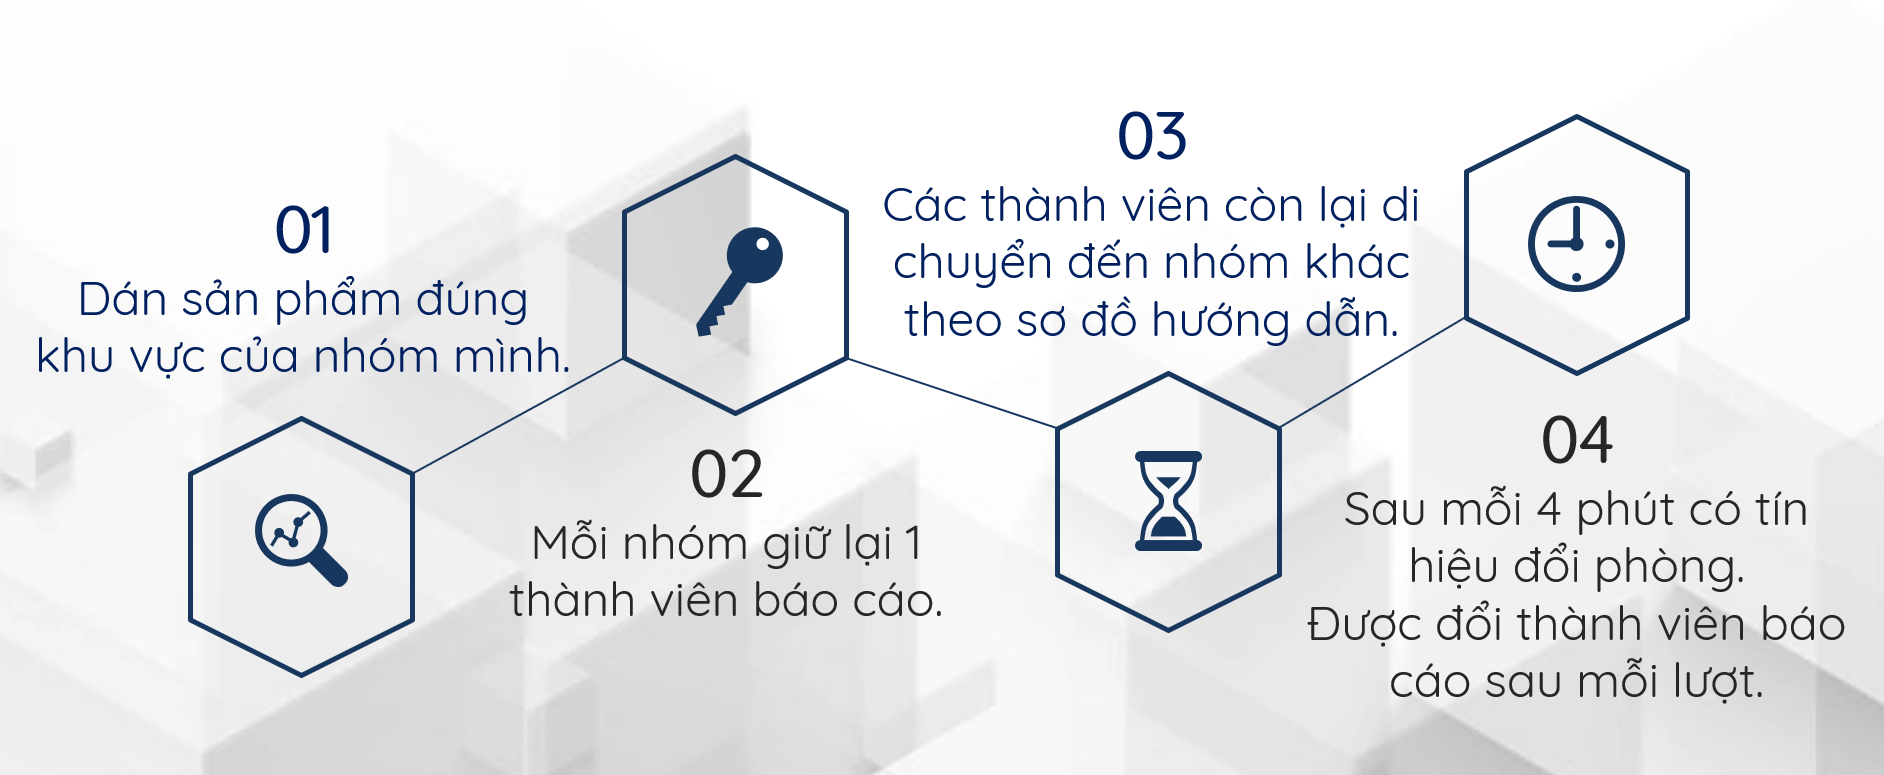 01
Dán sản phẩm đúng
khu vực của nhóm mình.
02
Mỗi nhóm giữ lại 1
thành viên báo cáo.
03
Các thành viên còn lại di
chuyển đến nhóm khác
theo sơ đồ hướng dẫn.
04
Sau mỗi 4 phút có tín
hiệu đổi phòng.
Được đổi thành viên báo
cáo sau mỗi lượt.